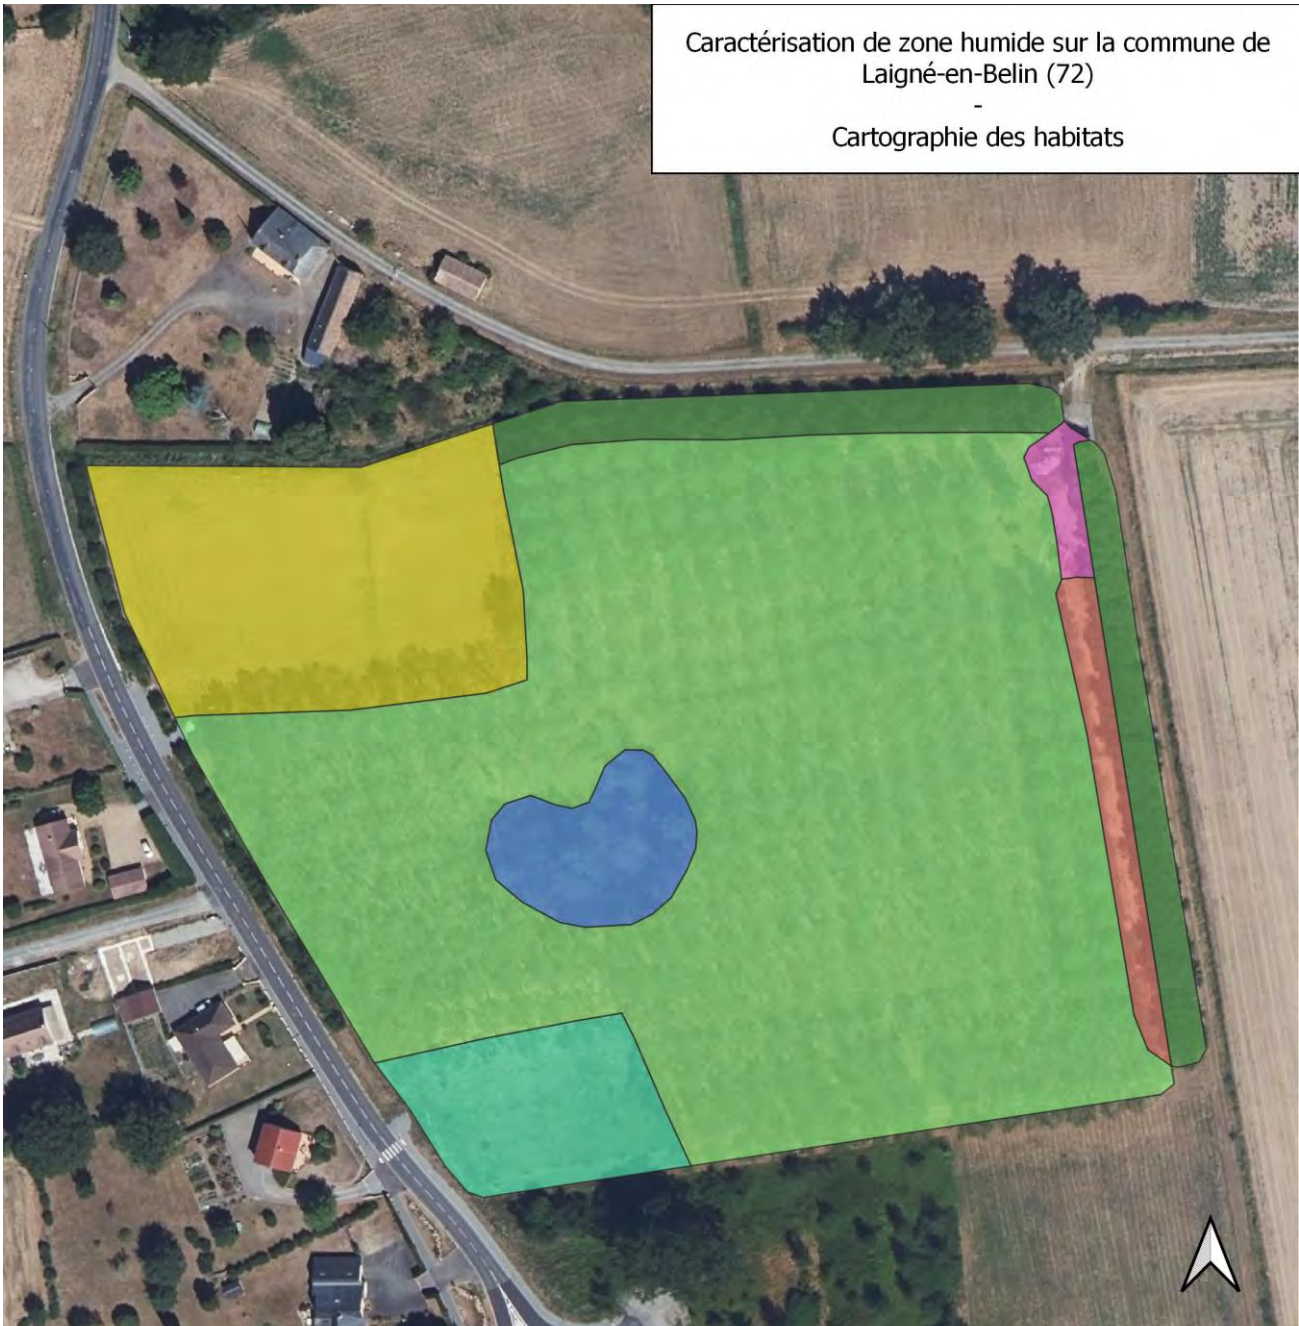 Caractérisation de zone humide sur la commune de
Laigné-en-Belin (72)
-
Cartographie des habitats